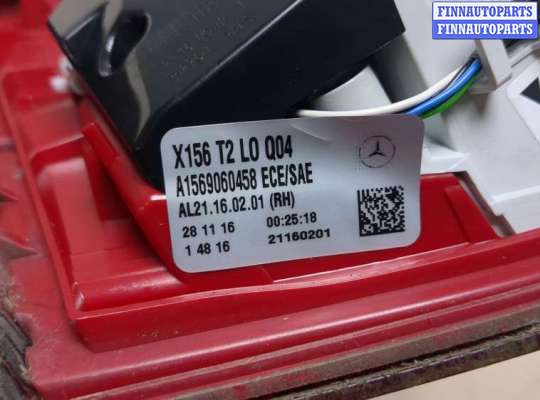 FINNAUTOPARTS
FINNAUTOPARTS
X156 T2 LO Q04
A1569060458 ECE/SAE
AL21.16.02.01 (RH)
28 11 16 00:25:18
1 48 16 21160201